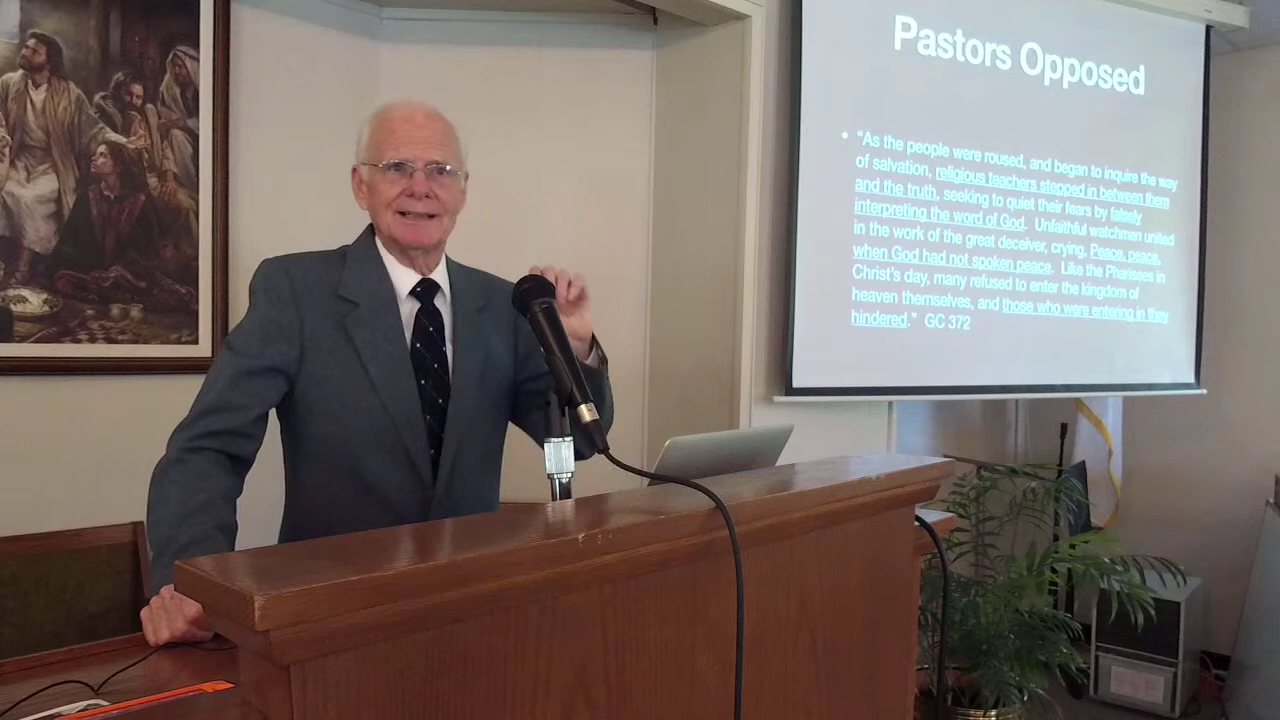 Pastors Opposed
• “As the people were roused, and began to inquire the way
of salvation, religious teachers stepped in between them
and the truth, seeking to quiet their fears by falsely
interpreting the word of God.  Unfaithful watchmen united
in the work of the great deceiver, crying, Peace, peace,
when God had not spoken peace.  Like the Pharisees in
Christ’s day, many refused to enter the kingdom of
heaven themselves, and those who were entering in they
hindered.”  GC 372